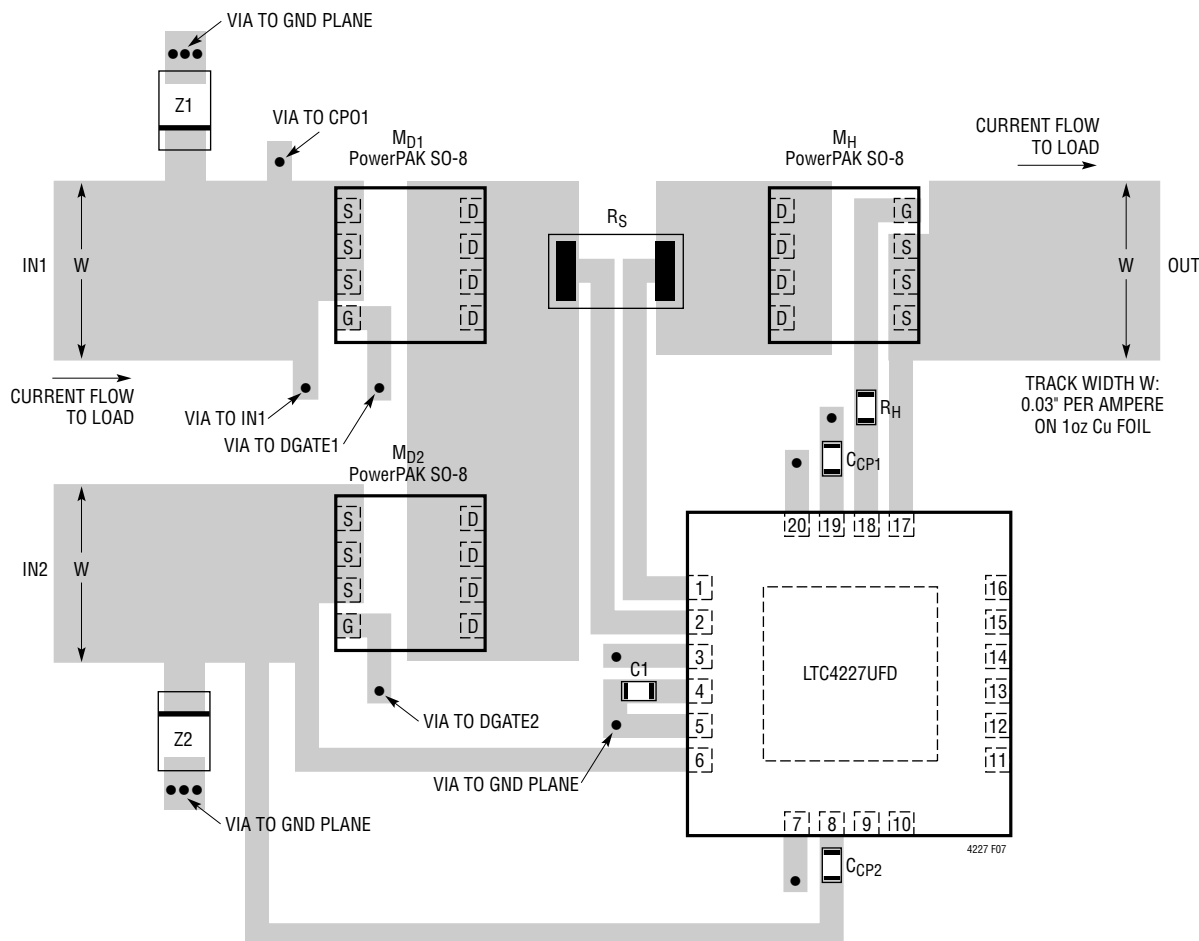 VIA TO GND PLANE
Z1
VIA TO CPO1
MD1
PowerPAK SO-8
MH
PowerPAK SO-8
CURRENT FLOW
TO LOAD
S
S
S
G
D
D
D
D
RS
D
D
D
D
G
S
S
S
IN1
W
W
OUT
CURRENT FLOW
TO LOAD
VIA TO IN1
VIA TO DGATE1
TRACK WIDTH W:
0.03" PER AMPERE
ON 1oz Cu FOIL
RH
CCP1
MD2
PowerPAK SO-8
S
S
S
G
D
D
D
D
IN2
W
20
19
18
17
1
2
3
4
5
6
16
15
14
13
12
11
LTC4227UFD
C1
VIA TO DGATE2
Z2
VIA TO GND PLANE
VIA TO GND PLANE
7
8
9
10
4227 F07
CCP2